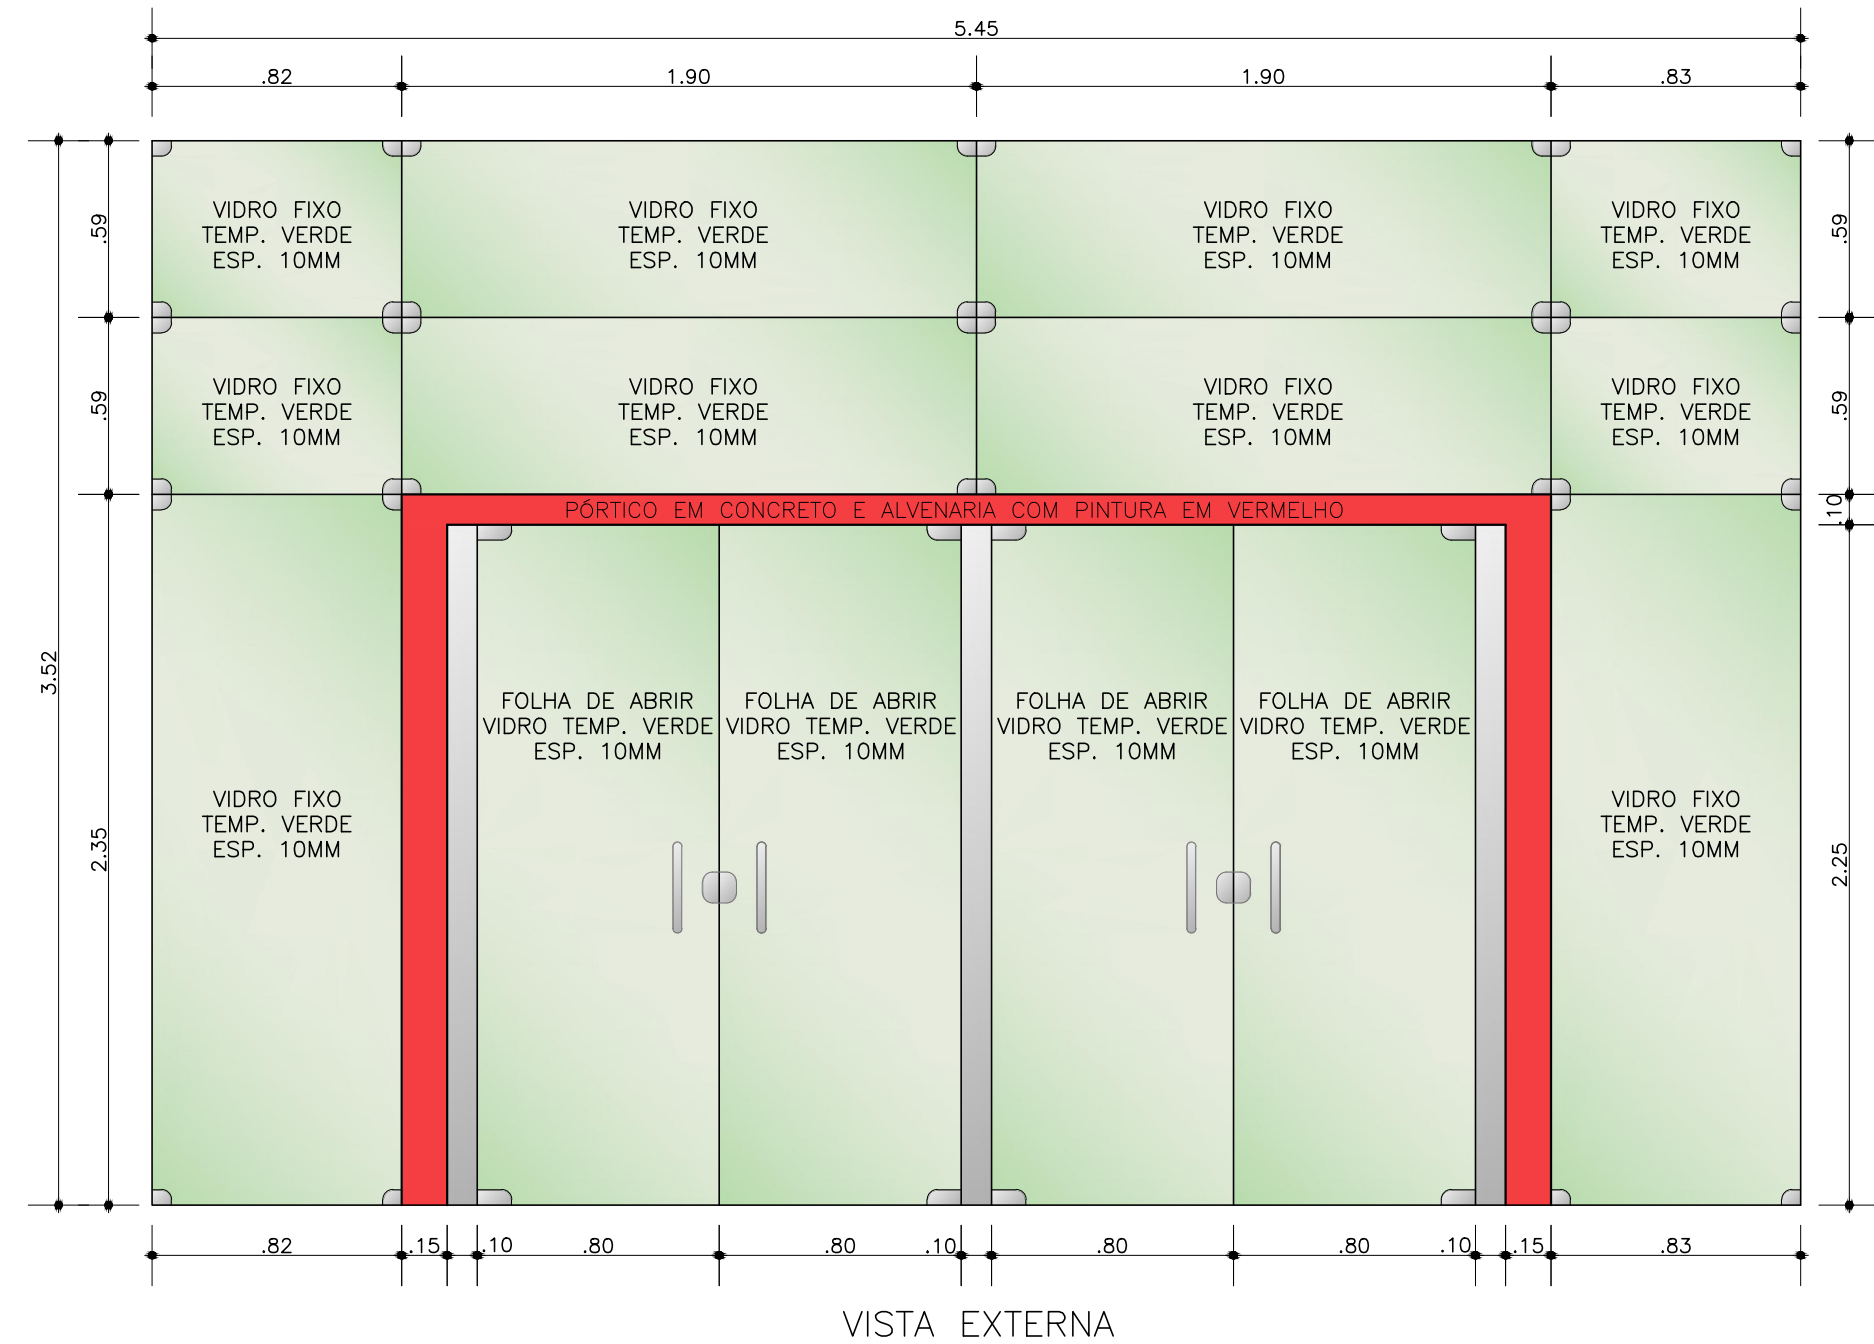 5.45
.82
1.90
1.90
.83
VIDRO FIXO
TEMP. VERDE
ESP. 10MM
VIDRO FIXO
TEMP. VERDE
ESP. 10MM
VIDRO FIXO
TEMP. VERDE
ESP. 10MM
VIDRO FIXO
TEMP. VERDE
ESP. 10MM
.59
.59
VIDRO FIXO
TEMP. VERDE
ESP. 10MM
VIDRO FIXO
TEMP. VERDE
ESP. 10MM
VIDRO FIXO
TEMP. VERDE
ESP. 10MM
VIDRO FIXO
TEMP. VERDE
ESP. 10MM
.59
.59
PÓRTICO EM CONCRETO E ALVENARIA COM PINTURA EM VERMELHO
.10
3.52
FOLHA DE ABRIR
VIDRO TEMP. VERDE
ESP. 10MM
FOLHA DE ABRIR
VIDRO TEMP. VERDE
ESP. 10MM
FOLHA DE ABRIR
VIDRO TEMP. VERDE
ESP. 10MM
FOLHA DE ABRIR
VIDRO TEMP. VERDE
ESP. 10MM
2.35
VIDRO FIXO
TEMP. VERDE
ESP. 10MM
VIDRO FIXO
TEMP. VERDE
ESP. 10MM
2.25
.82
.15
.10
.80
.80
.10
.80
.80
.10
.15
.83
VISTA EXTERNA